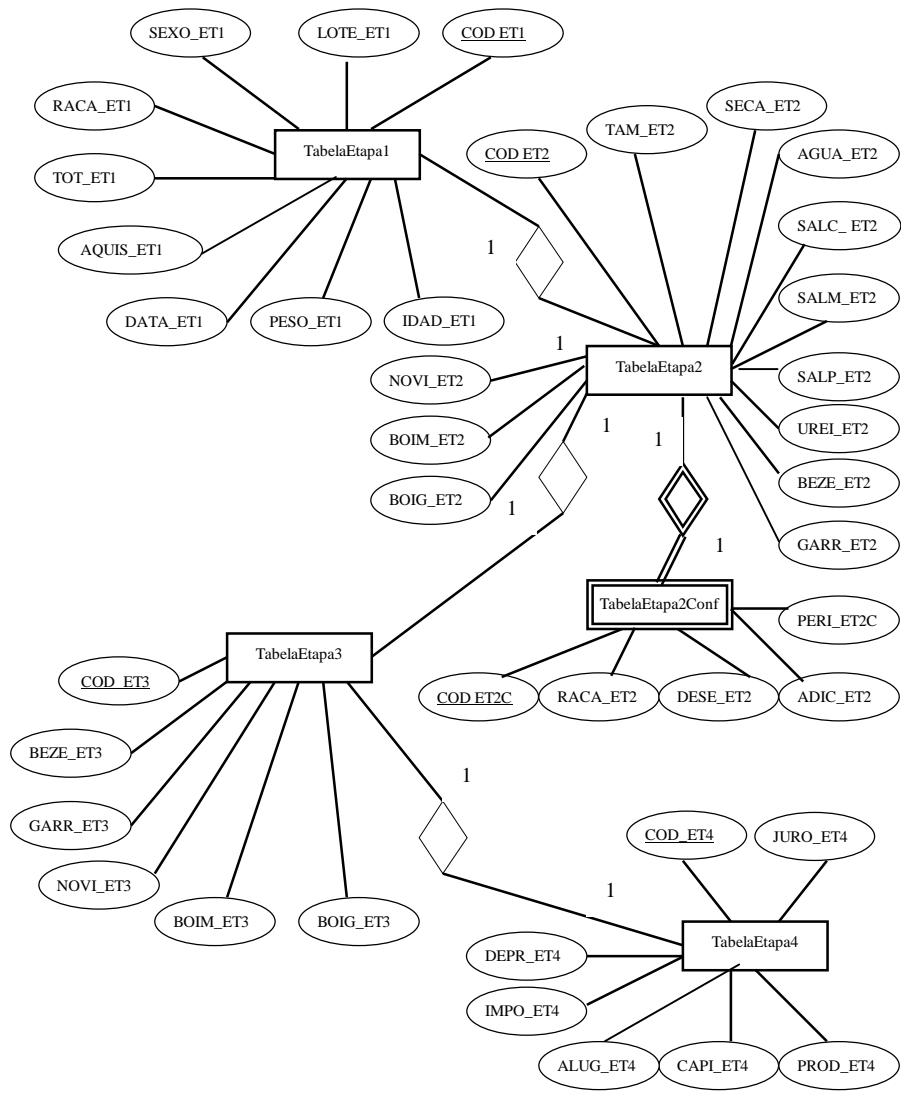 SEXO_ET1
LOTE_ET1
COD ET1
RACA_ET1
TabelaEtapa1
TOT_ET1
AQUIS_ET1
DATA_ET1
PESO_ET1
IDAD_ET1
COD ET2
TAM_ET2
SECA_ET2
AGUA_ET2
SALC_ ET2
SALM_ET2
1
1
TabelaEtapa2
NOVI_ET2
BOIM_ET2
BOIG_ET2
SALP_ET2
UREI_ET2
BEZE_ET2
GARR_ET2
1
1
1
1
TabelaEtapa2Conf
PERI_ET2C
COD ET2C
RACA_ET2
DESE_ET2
ADIC_ET2
TabelaEtapa3
COD_ET3
BEZE_ET3
GARR_ET3
NOVI_ET3
BOIM_ET3
BOIG_ET3
1
1
COD_ET4
JURO_ET4
TabelaEtapa4
DEPR_ET4
IMPO_ET4
ALUG_ET4
CAPI_ET4
PROD_ET4